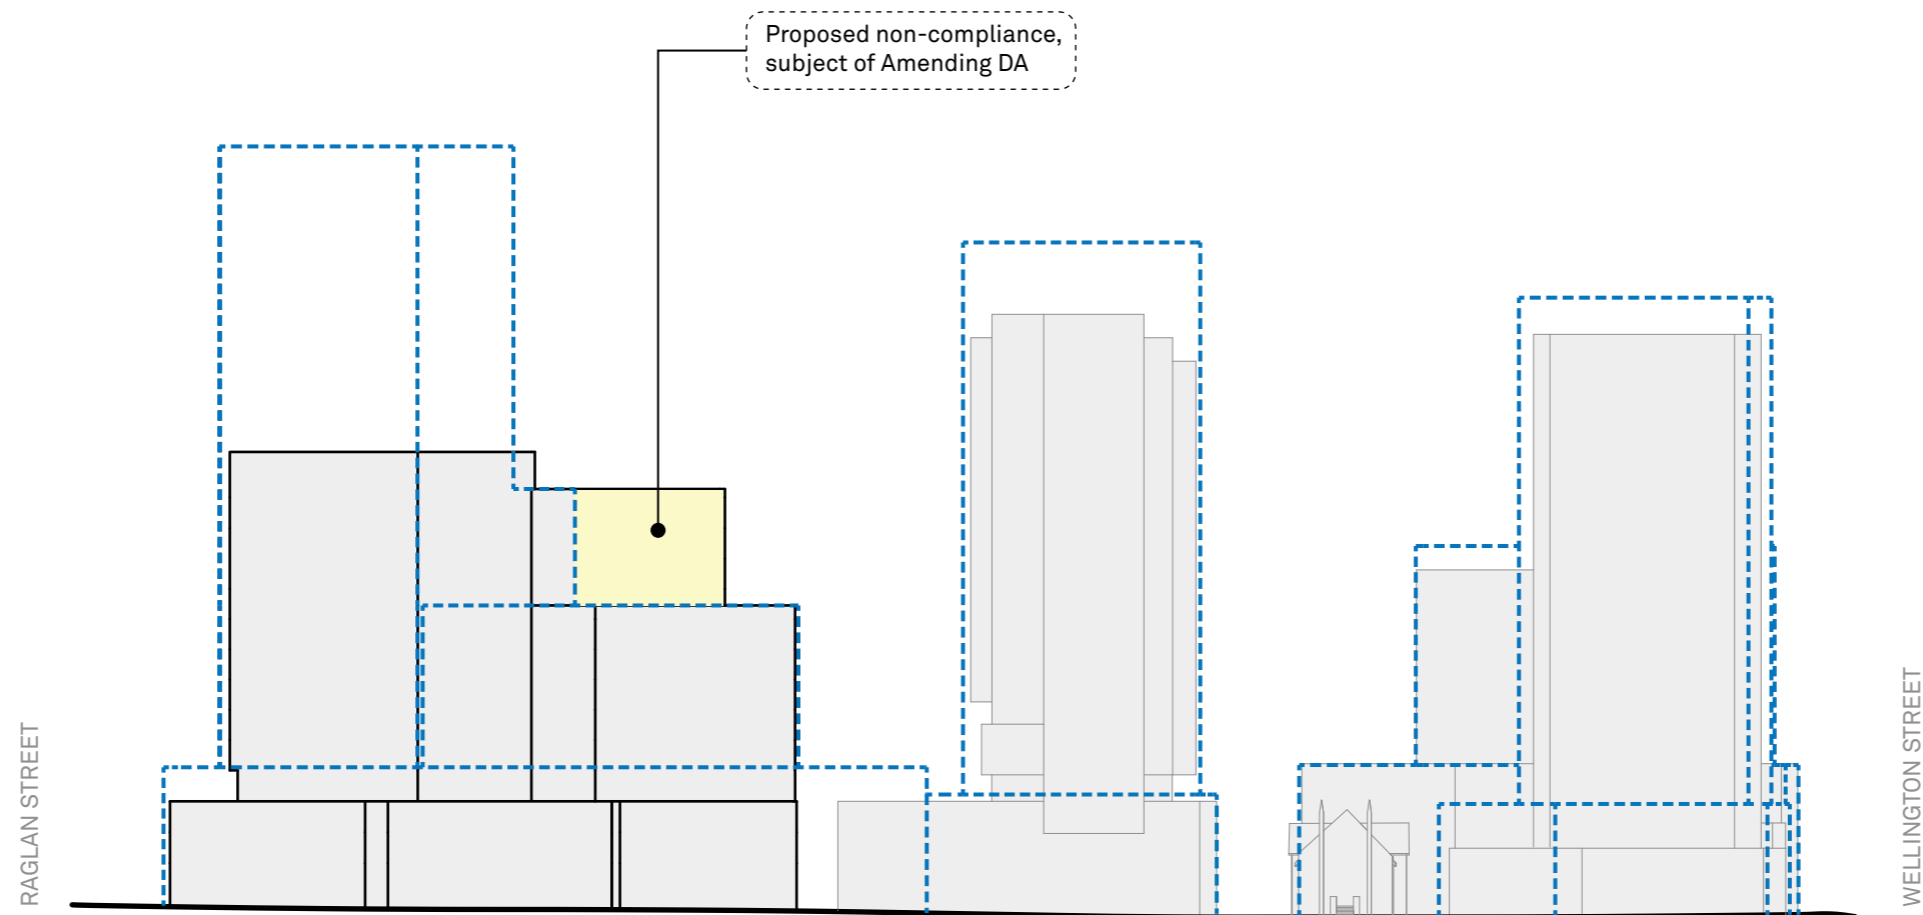 Proposed non-compliance,
subject of Amending DA
RAGLAN STREET
WELLINGTON STREET